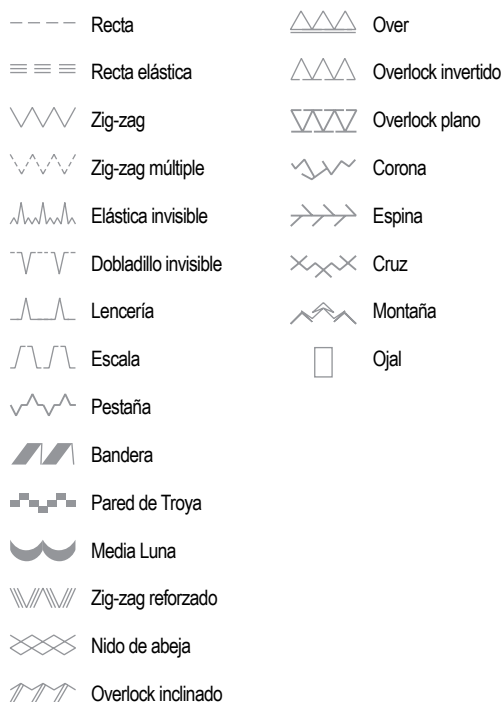 Recta
Recta elástica
Zig-zag
Zig-zag múltiple
Elástica invisible
Dobladillo invisible
Lencería
Escala
Pestaña
Bandera
Pared de Troya
Media Luna
Zig-zag reforzado
Nido de abeja
Overlock inclinado
Over
Overlock invertido
Overlock plano
Corona
Espina
Cruz
Montaña
Ojal